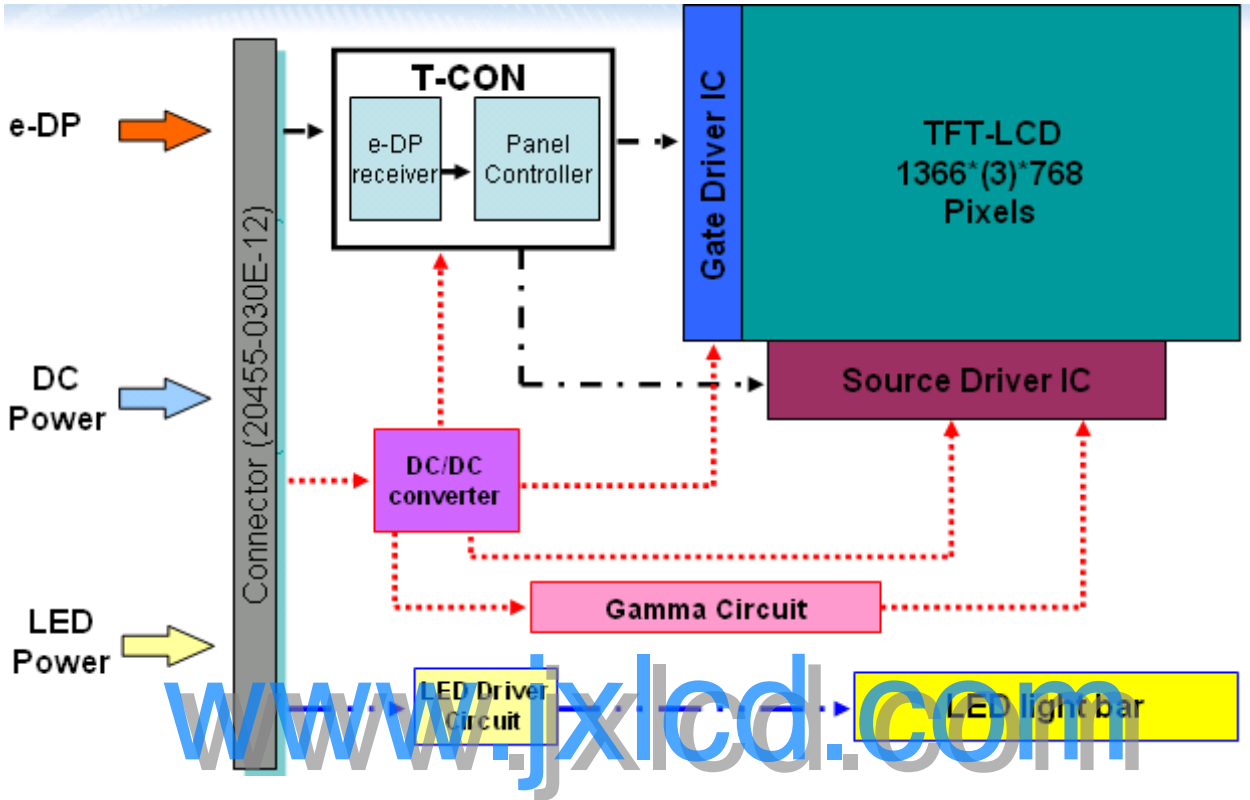 e-DP
DC
Power
LED
Power
Connector (20455-030E-12)
T-CON
e-DP
receiver
Panel
Controller
Gate Driver IC
TFT-LCD
1366*(3)*768
Pixels
Source Driver IC
DC/DC
converter
Gamma Circuit
LED Driver
Circuit
LED light bar
www.jxlcd.com